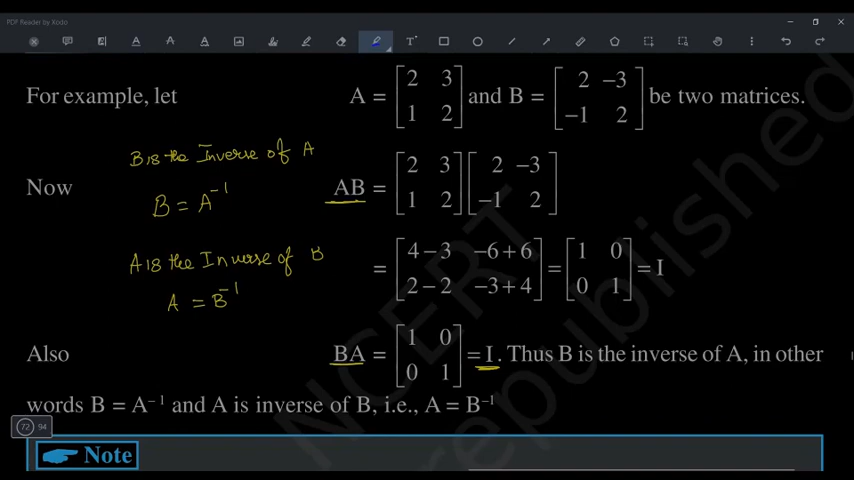 PDF Reader by Xodo
For example, let A = [2 3 1 2] and B = [2 −3 −1 2] be two matrices.
B is the Inverse of A
Now AB = [2 3 1 2] [2 −3 −1 2]
B = A⁻¹
A is the Inverse of B
= [4 − 3 −6 + 6 2 − 2 −3 + 4] = [1 0 0 1] = I
A = B⁻¹
Also BA = [1 0 0 1] = I. Thus B is the inverse of A, in other
words B = A⁻¹ and A is inverse of B, i.e., A = B⁻¹
72 94
Note
NCERT
republished